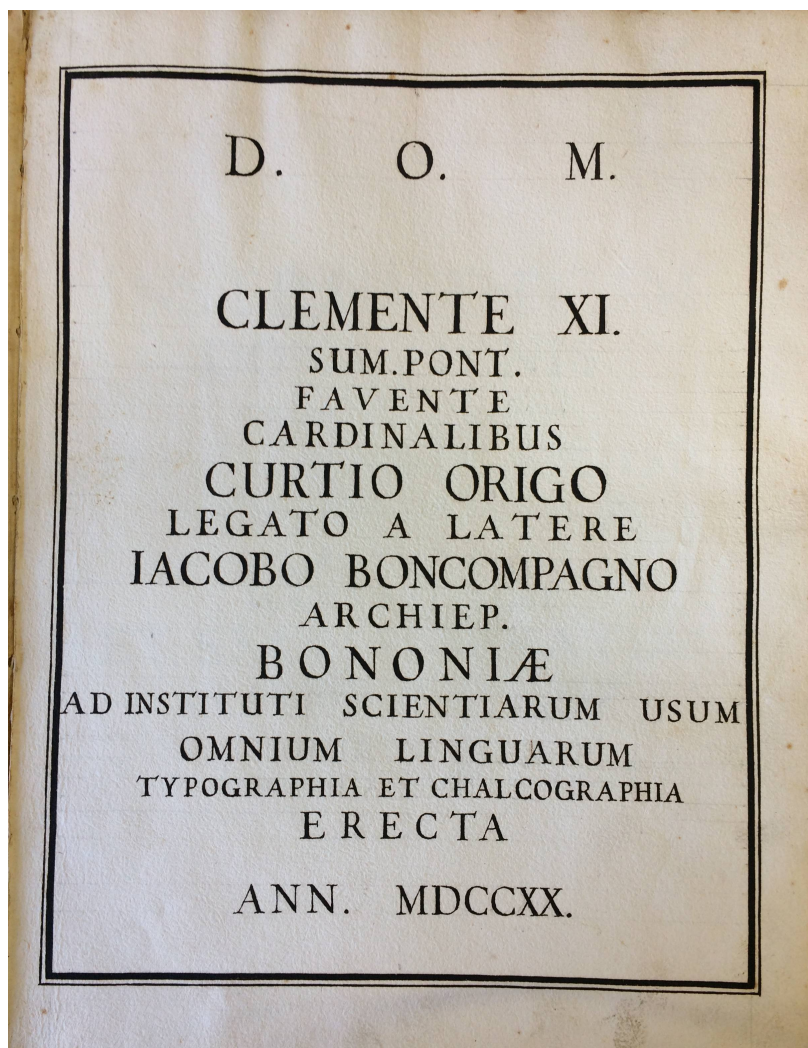 D. O. M.
CLEMENTE XI.
SUM.PONT.
FAVENTE
CARDINALIBUS
CURTIO ORIGO
LEGATO A LATERE
IACOBO BONCOMPAGNO
ARCHIEP.
BONONIÆ
AD INSTITUTI SCIENTIARUM USUM
OMNIUM LINGUARUM
TYPOGRAPHIA ET CHALCOGRAPHIA
ERECTA
ANN. MDCCXX.